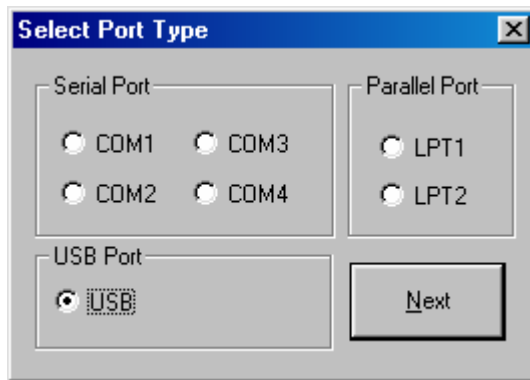 Select Port Type
Serial Port
COM1 COM3
COM2 COM4
Parallel Port
LPT1
LPT2
USB Port
USB
Next